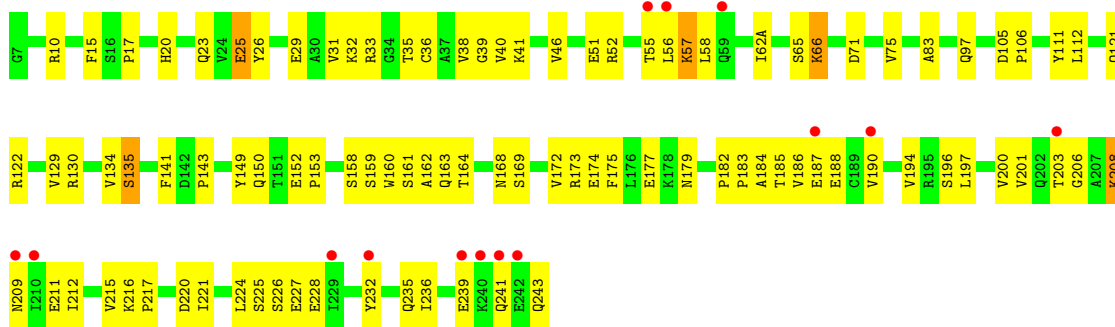 G7 R10 F15 S16 P17 H20 Q23 V24 E25 Y26 E29 A30 V31 K32 R33 G34 T35 C36 A37 V38 G39 V40 K41 V46 E51 R52 T55 L56 K57 L58 Q59 I62A S65 K66 D71 V75 A83 Q97 D105 P106 Y111 L112
R122 V129 R130 V134 S135 F141 D142 P143 Y149 Q150 T151 E152 P153 S158 S159 W160 S161 A162 Q163 T164 N168 S169 V172 R173 E174 F175 L176 E177 K178 N179 P182 P183 A184 T185 V186 E187 E188 C189 V190 V194 R195 S196 L197 V200 V201 Q202 T203 G206 A207
N209 I210 E211 I212 V215 K216 P217 D220 I221 L224 S225 S226 E227 E228 I229 Y232 Q235 I236 E239 K240 Q241 E242 Q243